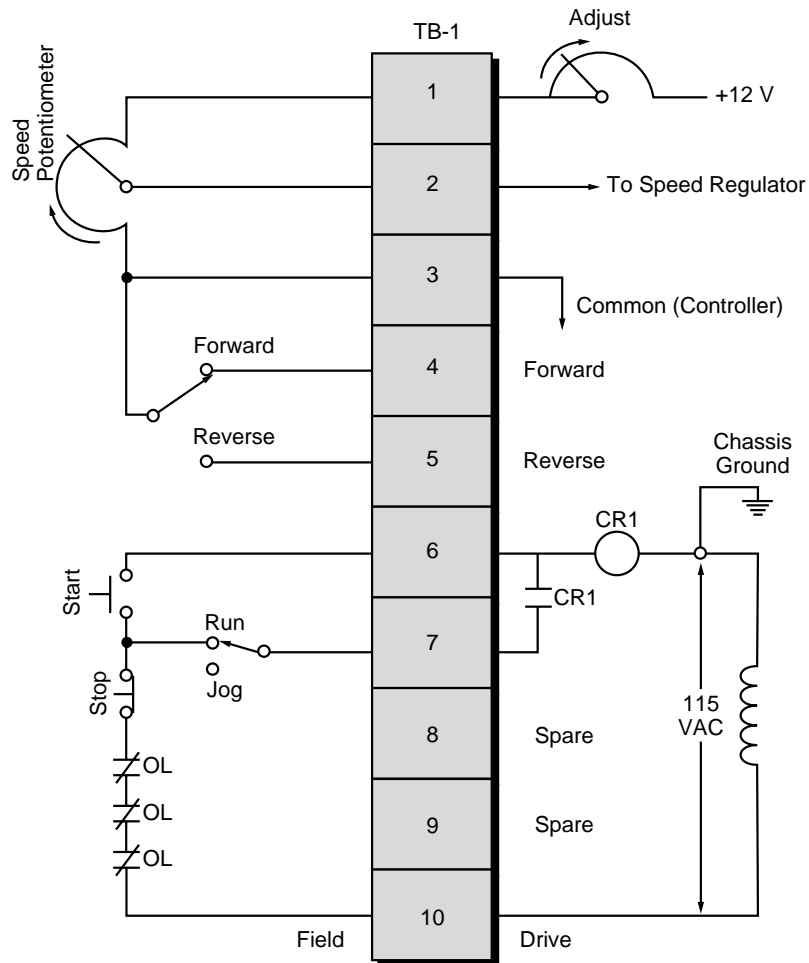 Adjust
TB-1
1
+12 V
Speed
Potentiometer
2
To Speed Regulator
3
Common (Controller)
Forward
4
Forward
Reverse
5
Reverse
Chassis
Ground
6
CR1
Start
CR1
Run
7
Jog
Stop
8
Spare
115
VAC
OL
OL
9
Spare
OL
10
Field
Drive